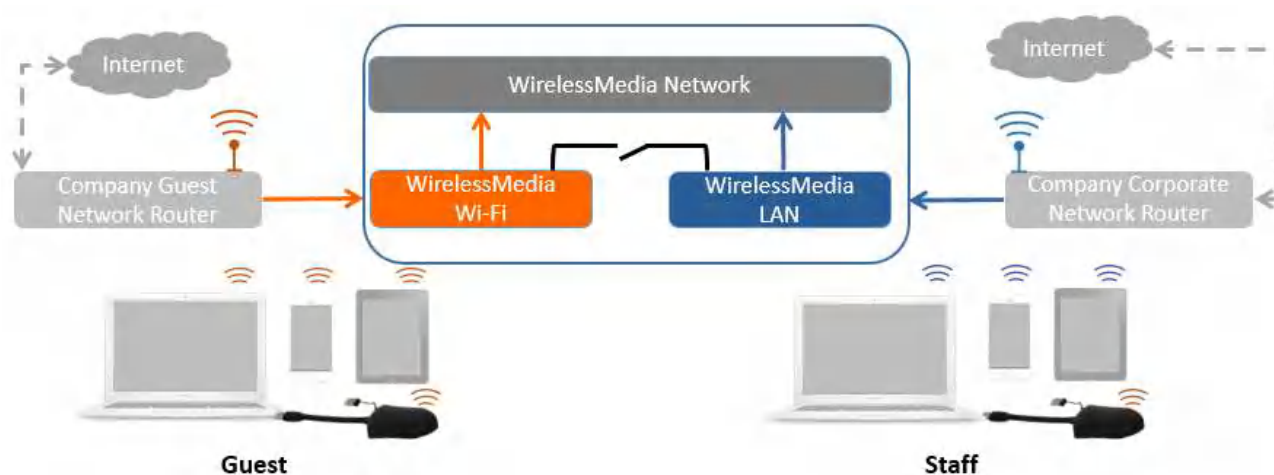 Internet
Internet
WirelessMedia Network
Company Guest
Network Router
WirelessMedia
Wi-Fi
WirelessMedia
LAN
Company Corporate
Network Router
Guest
Staff